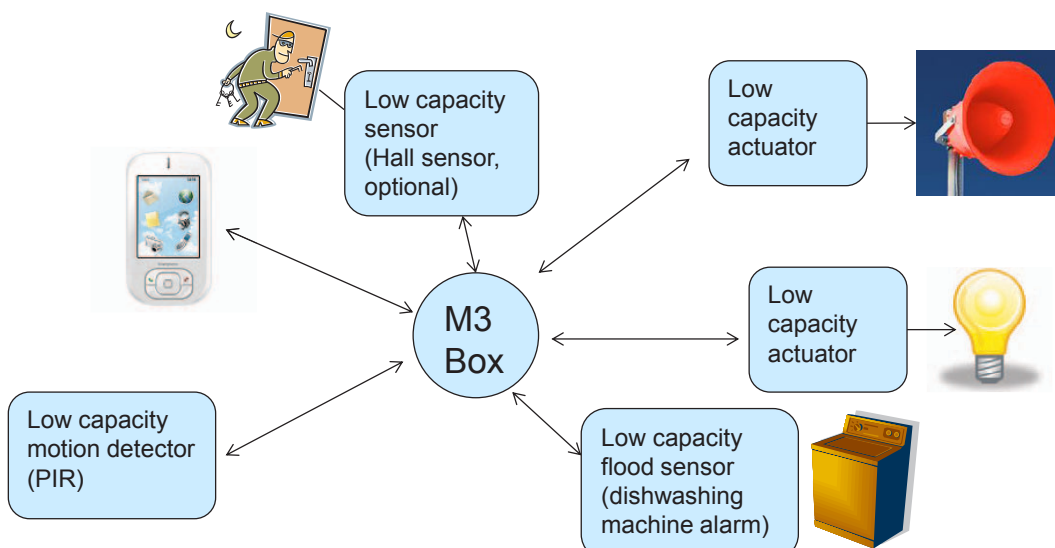 Low capacity
sensor
(Hall sensor,
optional)
Low
capacity
actuator
M3
Box
Low
capacity
actuator
Low capacity
motion detector
(PIR)
Low capacity
flood sensor
(dishwashing
machine alarm)